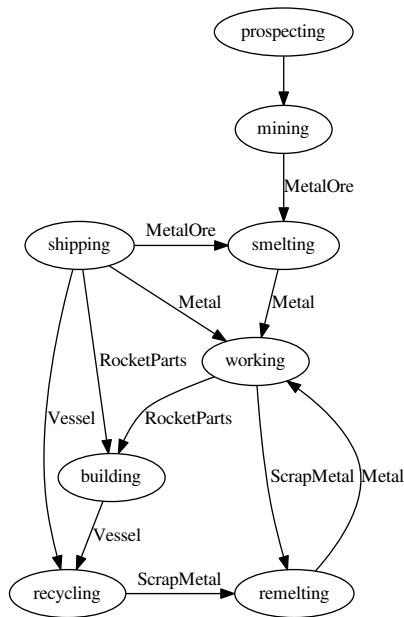 prospecting
mining
MetalOre
shipping
MetalOre
smelting
Metal
Metal
RocketParts
working
Vessel
RocketParts
building
ScrapMetal
Metal
Vessel
recycling
ScrapMetal
remelting